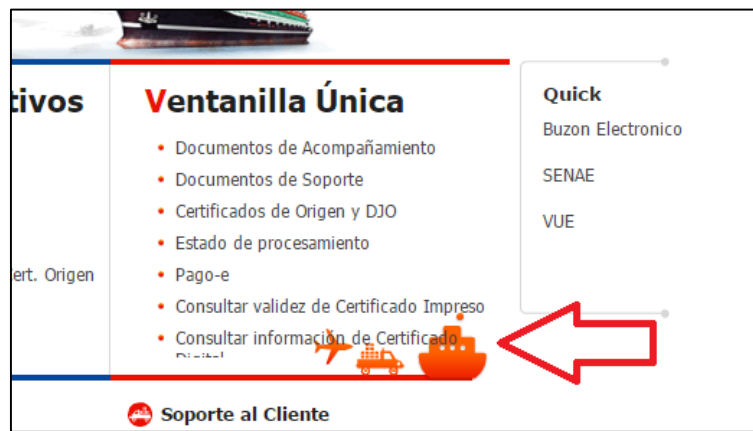 tivos
ert. Origen
Ventanilla Única
Documentos de Acompañamiento
Documentos de Soporte
Certificados de Origen y DJO
Estado de procesamiento
Pago-e
Consultar validez de Certificado Impreso
Consultar información de Certificado
Digital
Soporte al Cliente
Quick
Buzon Electronico
SENAE
VUE